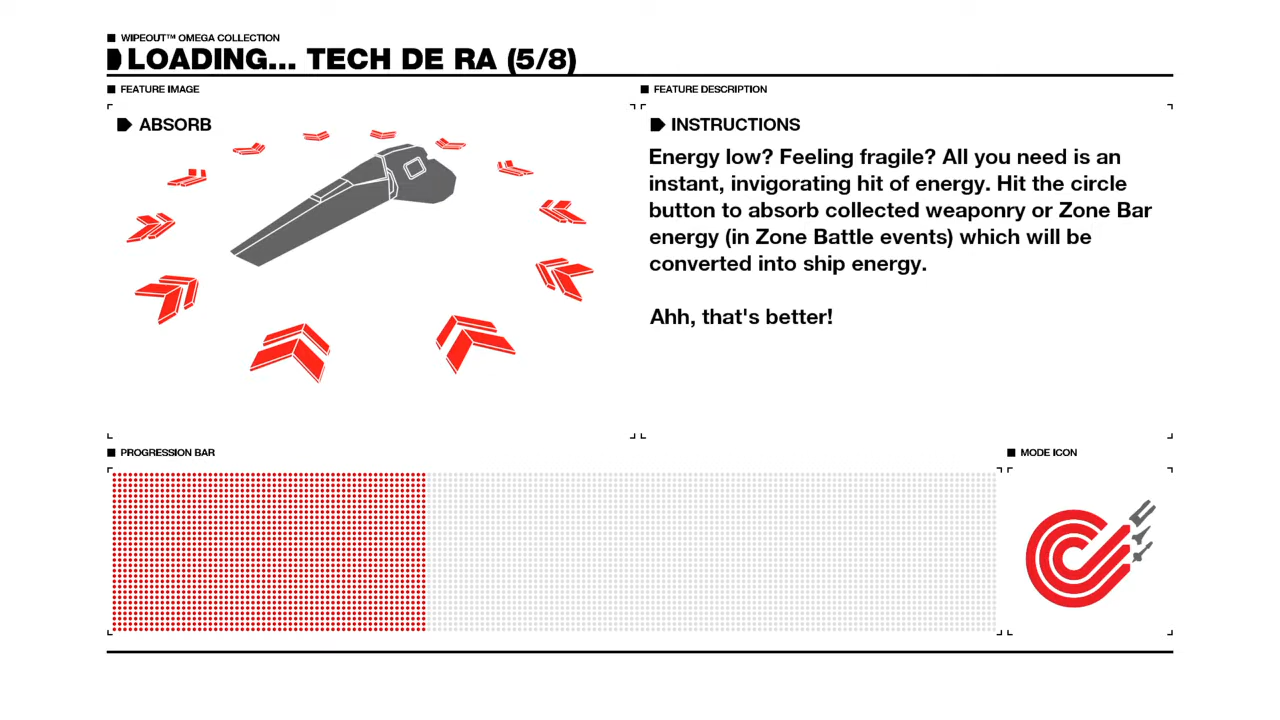 WIPEOUT™ OMEGA COLLECTION
LOADING... TECH DE RA (5/8)
FEATURE IMAGE
ABSORB
FEATURE DESCRIPTION
INSTRUCTIONS
Energy low? Feeling fragile? All you need is an
instant, invigorating hit of energy. Hit the circle
button to absorb collected weaponry or Zone Bar
energy (in Zone Battle events) which will be
converted into ship energy.
Ahh, that's better!
PROGRESSION BAR
MODE ICON